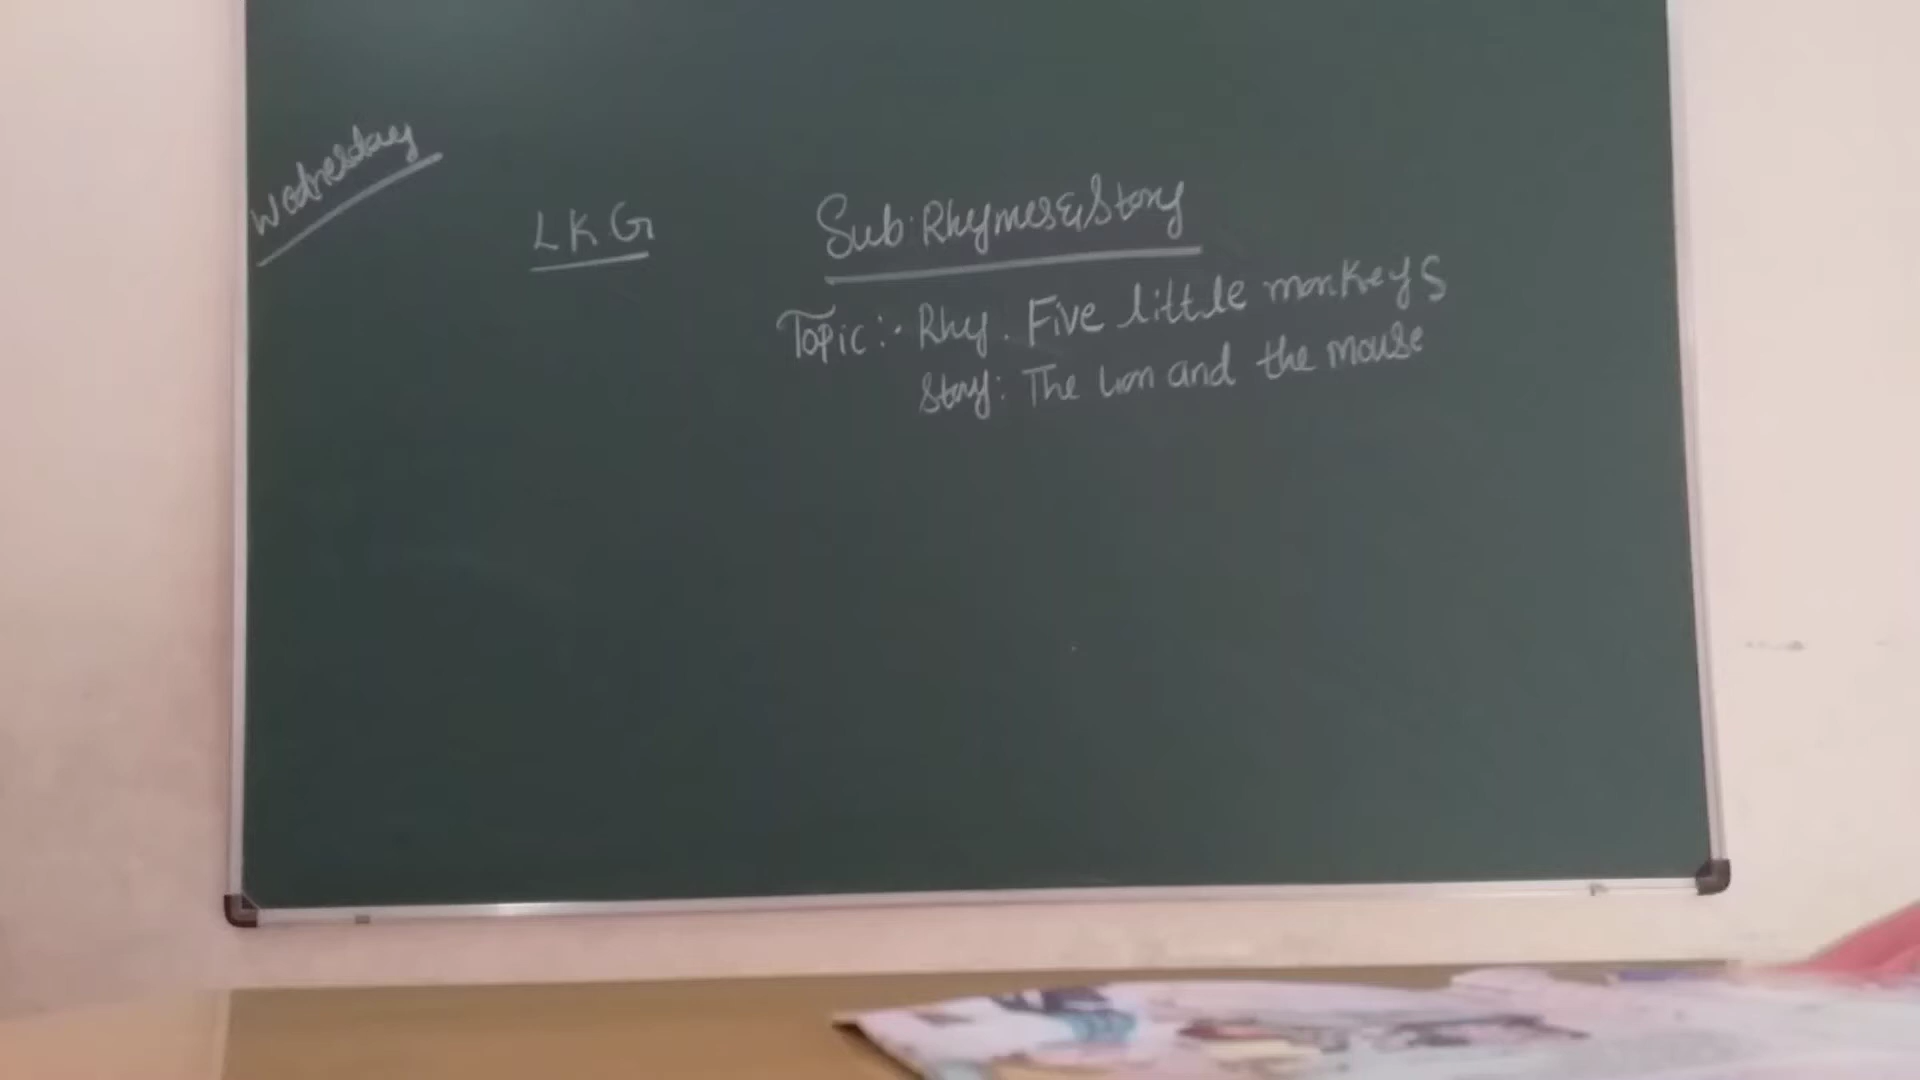 Wednesday
LKG
Sub: Rhymes & Story
Topic:- Rhy. Five little monkeys
Story: The lion and the mouse